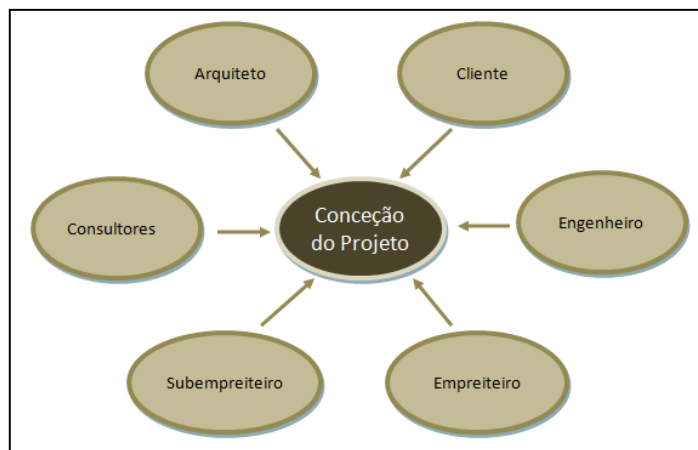 Arquiteto
Cliente
Consultores
Conceção
do Projeto
Engenheiro
Subempreiteiro
Empreiteiro